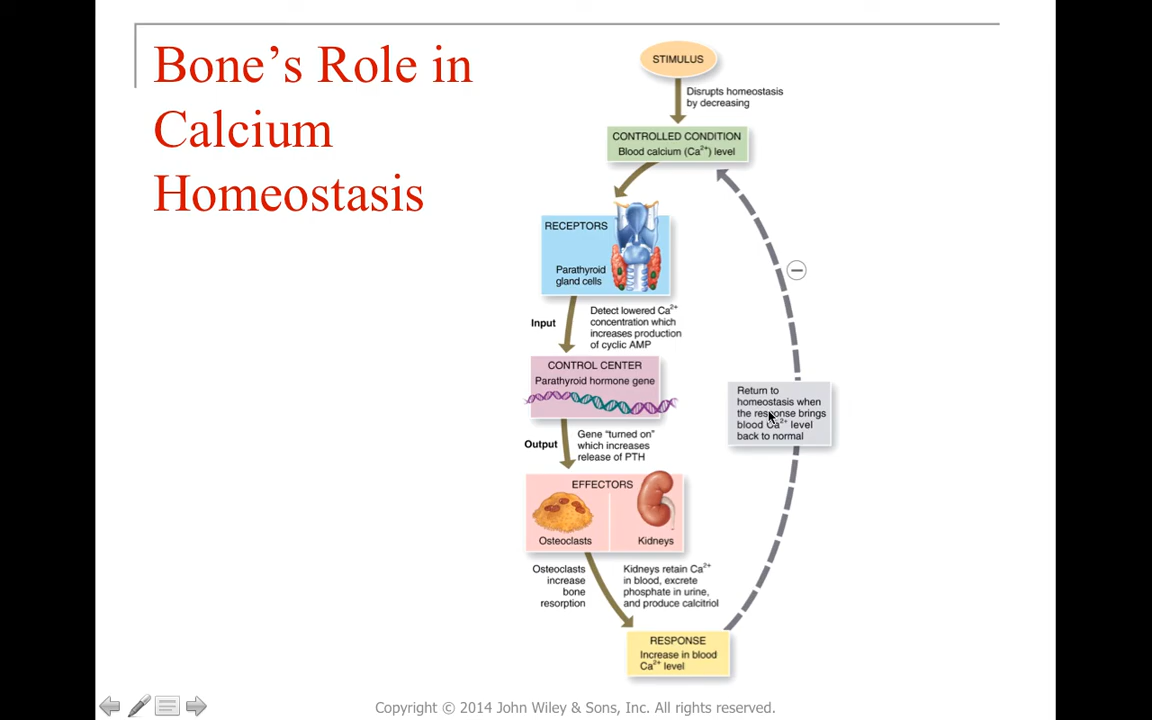 Bone’s Role in
Calcium
Homeostasis
STIMULUS
Disrupts homeostasis
by decreasing
CONTROLLED CONDITION
Blood calcium (Ca²⁺) level
RECEPTORS
Parathyroid
gland cells
Input
Detect lowered Ca²⁺
concentration which
increases production
of cyclic AMP
CONTROL CENTER
Parathyroid hormone gene
Output
Gene “turned on”
which increases
release of PTH
EFFECTORS
Osteoclasts
Kidneys
Osteoclasts
increase
bone
resorption
Kidneys retain Ca²⁺
in blood, excrete
phosphate in urine,
and produce calcitriol
RESPONSE
Increase in blood
Ca²⁺ level
Return to
homeostasis when
the response brings
blood Ca²⁺ level
back to normal
Copyright © 2014 John Wiley & Sons, Inc. All rights reserved.